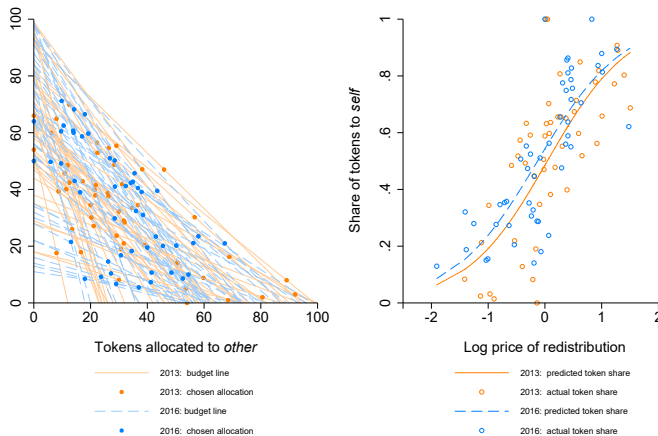 100
80
60
40
20
0
0 20 40 60 80 100
Tokens allocated to other
2013: budget line
2013: chosen allocation
2016: budget line
2016: chosen allocation
Share of tokens to self
1
.8
.6
.4
.2
0
-2 -1 0 1 2
Log price of redistribution
2013: predicted token share
2013: actual token share
2016: predicted token share
2016: actual token share